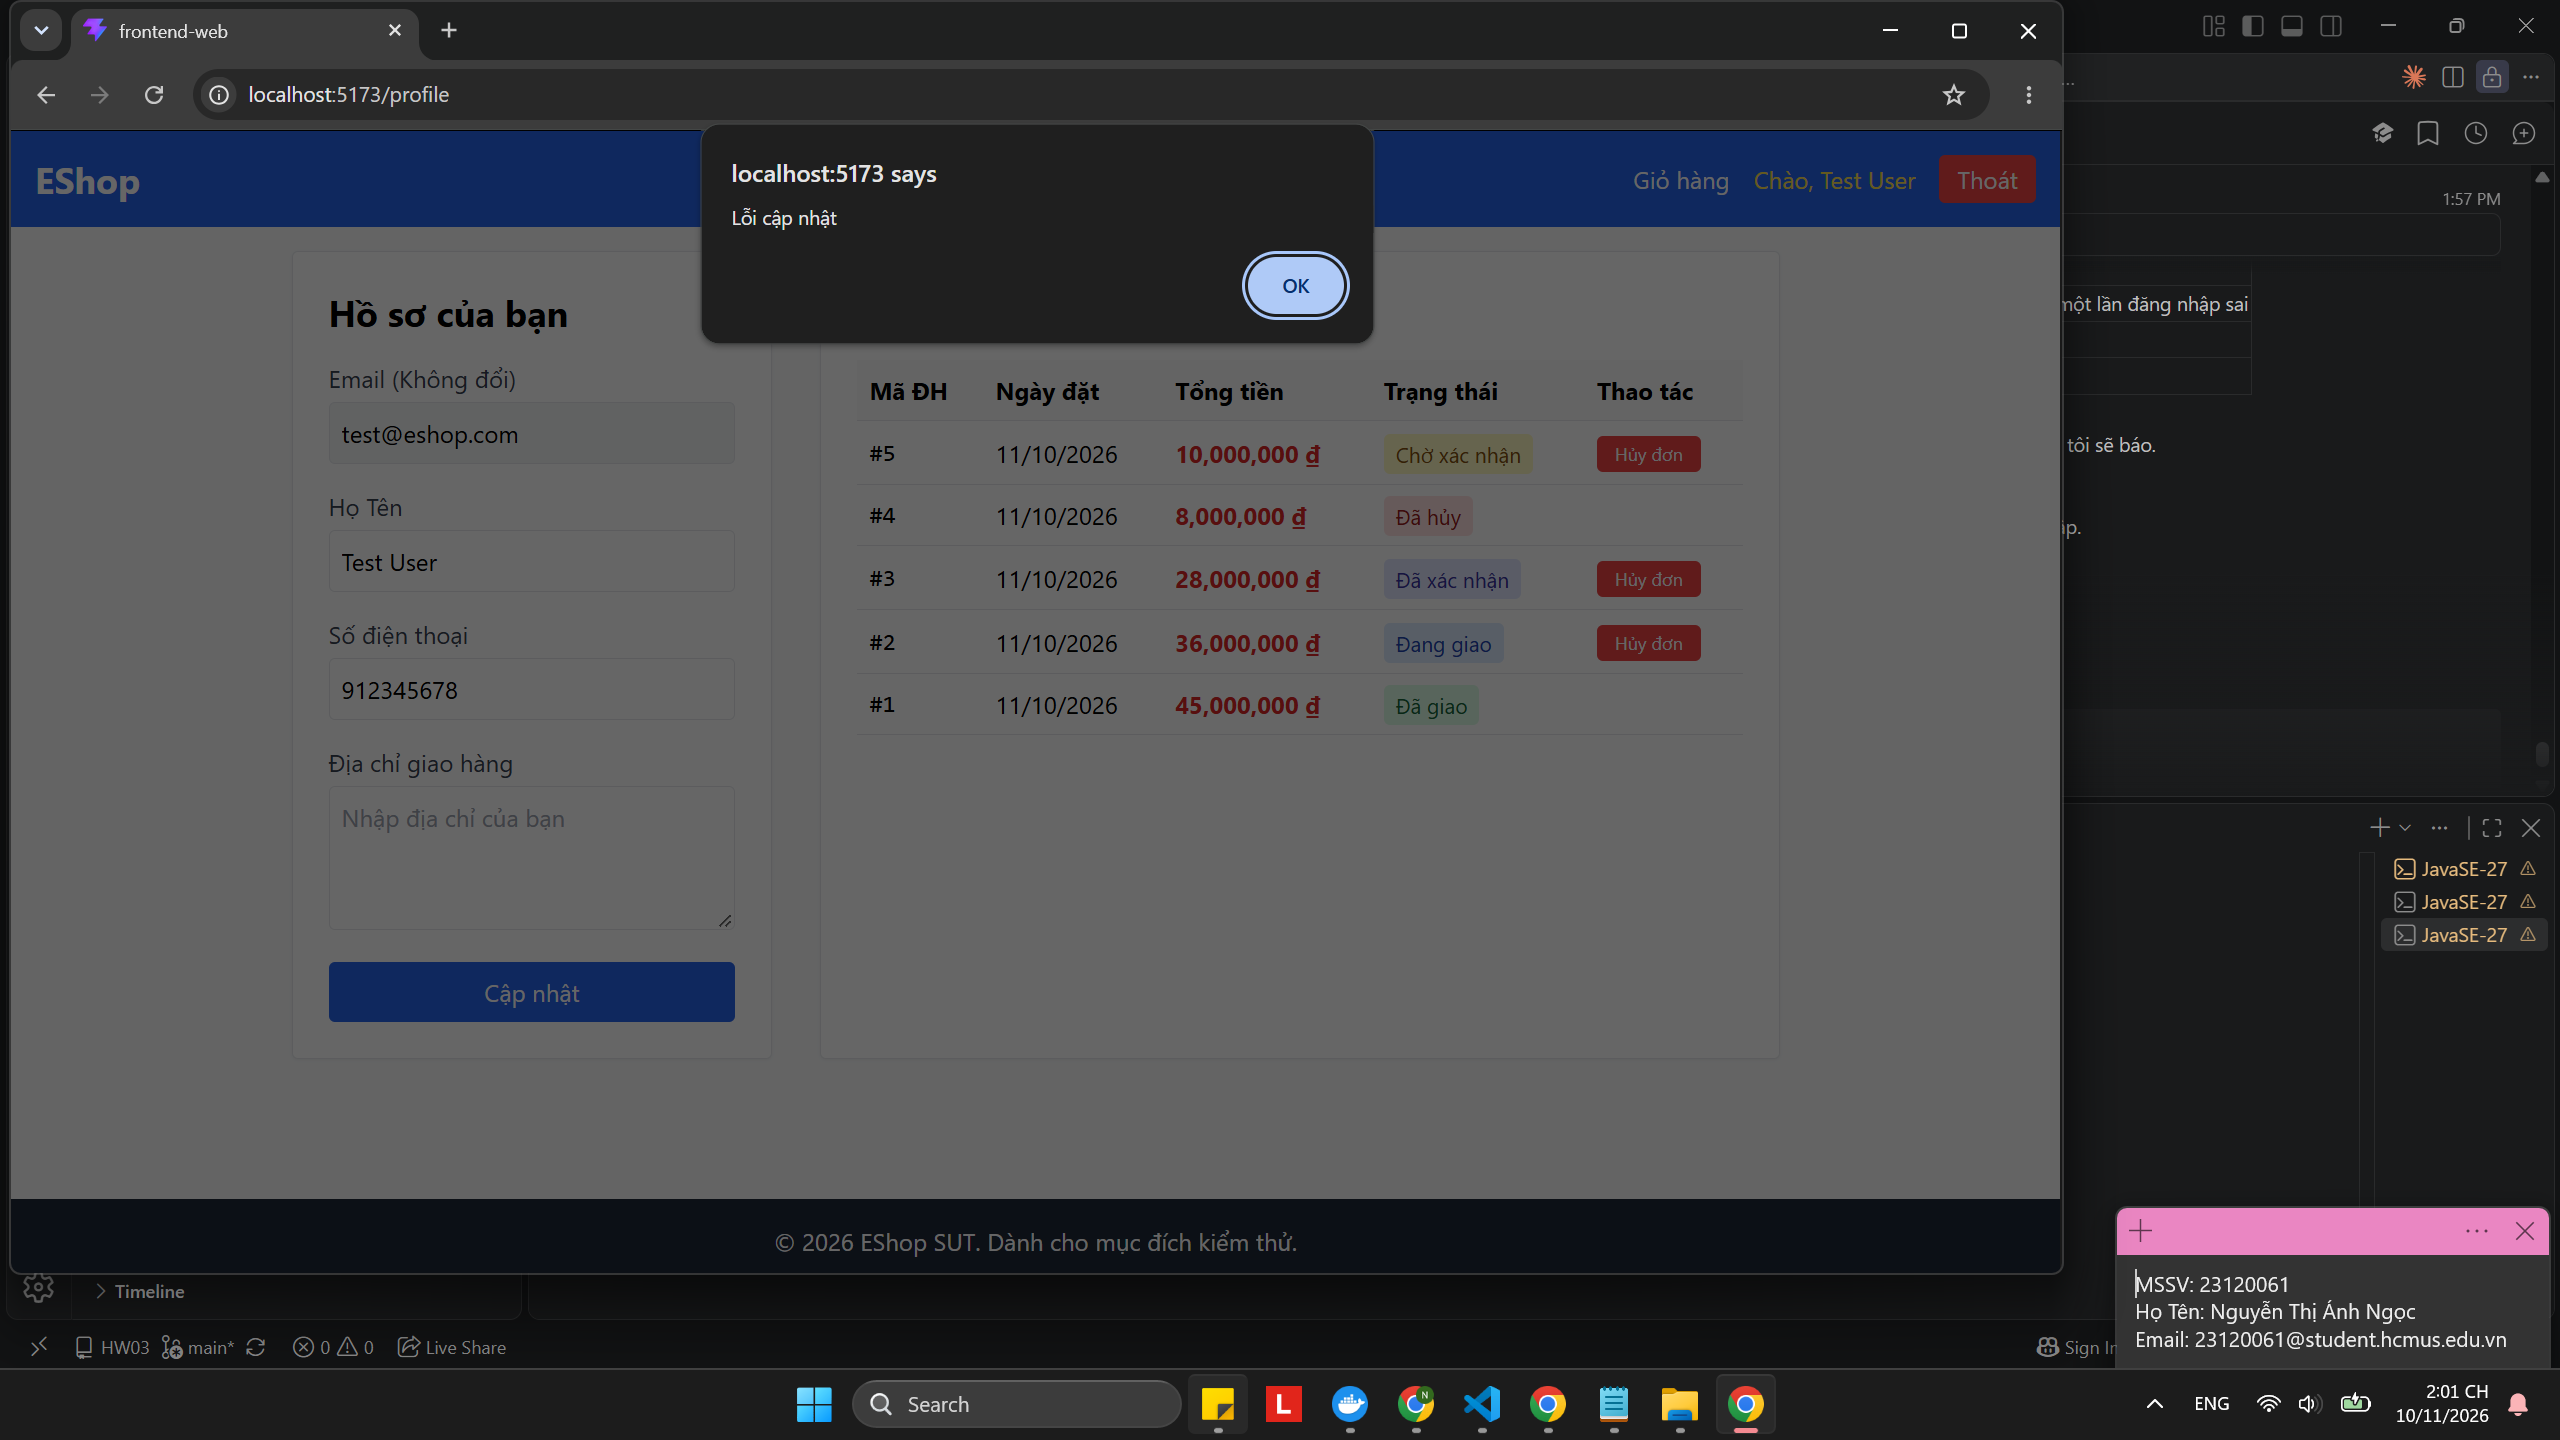 frontend-web
localhost:5173/profile
EShop
Giỏ hàng
Chào, Test User
Thoát
localhost:5173 says
Lỗi cập nhật
OK
Hồ sơ của bạn
Email (Không đổi)
test@eshop.com
Họ Tên
Test User
Số điện thoại
912345678
Địa chỉ giao hàng
Nhập địa chỉ của bạn
Cập nhật
Mã ĐH Ngày đặt Tổng tiền Trạng thái Thao tác
#5 11/10/2026 10,000,000 ₫ Chờ xác nhận Hủy đơn
#4 11/10/2026 8,000,000 ₫ Đã hủy
#3 11/10/2026 28,000,000 ₫ Đã xác nhận Hủy đơn
#2 11/10/2026 36,000,000 ₫ Đang giao Hủy đơn
#1 11/10/2026 45,000,000 ₫ Đã giao
© 2026 EShop SUT. Dành cho mục đích kiểm thử.
1:57 PM
một lần đăng nhập sai
tôi sẽ báo.
JavaSE-27
JavaSE-27
JavaSE-27
Timeline
HW03 main* 0 0 Live Share
Sign In
MSSV: 23120061
Họ Tên: Nguyễn Thị Ánh Ngọc
Email: 23120061@student.hcmus.edu.vn
Search
L
N
ENG
2:01 CH
10/11/2026